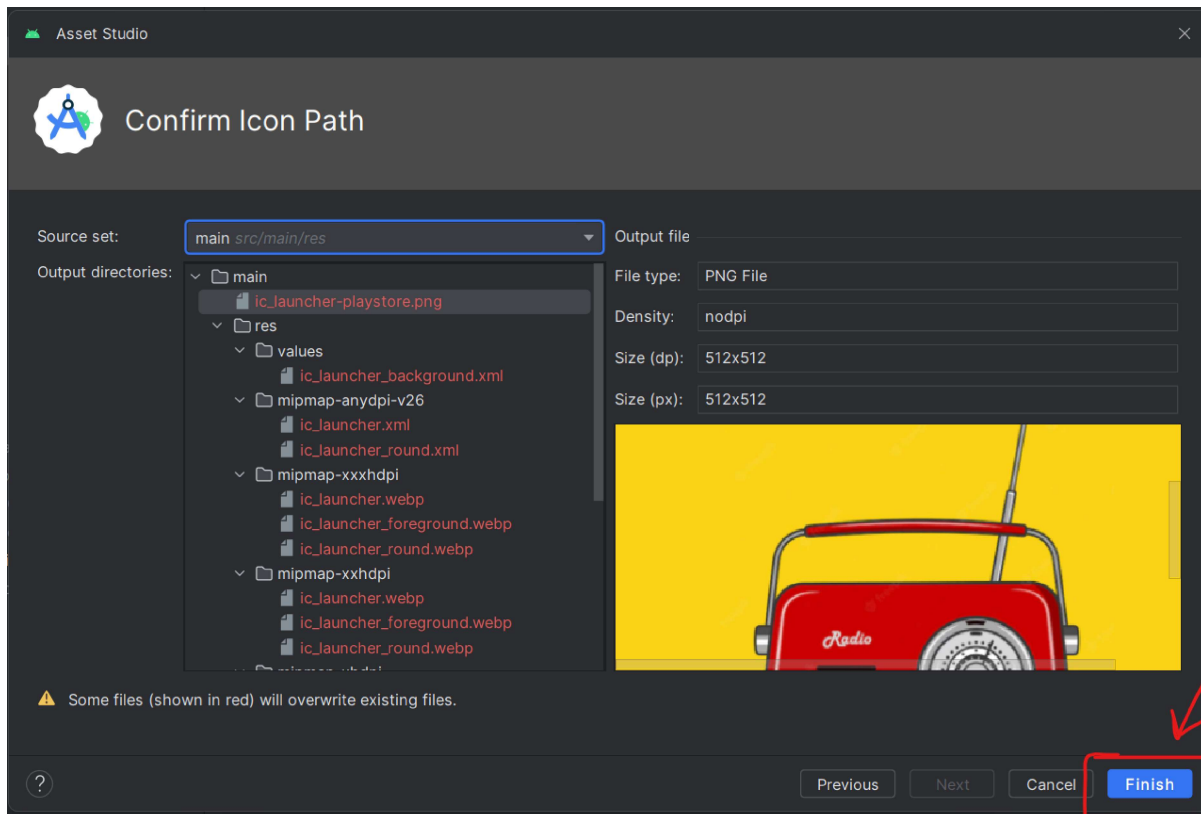 Asset Studio
Confirm Icon Path
Source set:
main src/main/res
Output directories:
main
ic_launcher-playstore.png
res
values
ic_launcher_background.xml
mipmap-anydpi-v26
ic_launcher.xml
ic_launcher_round.xml
mipmap-xxxhdpi
ic_launcher.webp
ic_launcher_foreground.webp
ic_launcher_round.webp
mipmap-xxhdpi
ic_launcher.webp
ic_launcher_foreground.webp
ic_launcher_round.webp
Output file
File type: PNG File
Density: nodpi
Size (dp): 512x512
Size (px): 512x512
Radio
Some files (shown in red) will overwrite existing files.
? Previous Next Cancel Finish